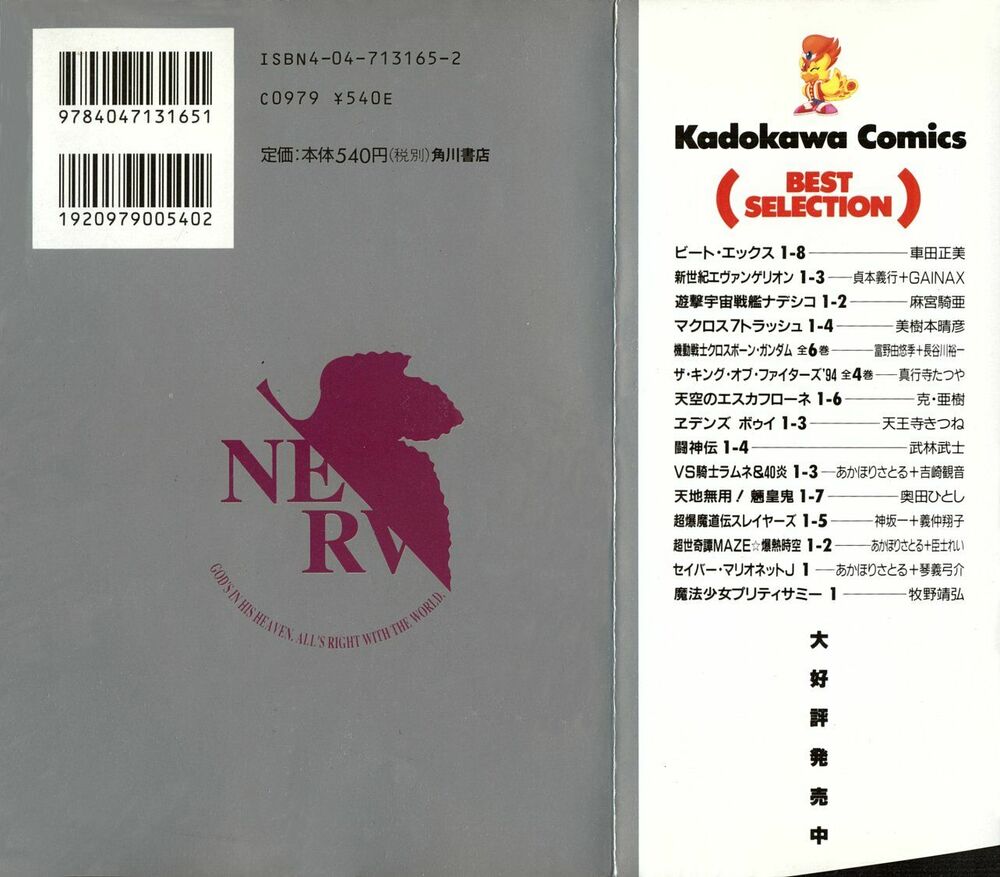 9784047131651
1920979005402
ISBN4-04-713165-2
C0979 ¥540E
定価:本体540円(税別)角川書店
NERV
GOD'S IN HIS HEAVEN, ALL'S RIGHT WITH THE WORLD.
Kadokawa Comics
(BEST
SELECTION)
ビート・エックス 1-8 車田正美
新世紀エヴァンゲリオン 1-3 貞本義行+GAINAX
遊撃宇宙戦艦ナデシコ 1-2 麻宮騎亜
マクロス7トラッシュ 1-4 美樹本晴彦
機動戦士クロスボーン・ガンダム 全6巻 富野由悠季+長谷川裕一
ザ・キング・オブ・ファイターズ'94 全4巻 真行寺たつや
天空のエスカフローネ 1-6 克・亜樹
ヱデンズ ボゥイ 1-3 天王寺きつね
闘神伝 1-4 武林武士
VS騎士ラムネ&40炎 1-3 あかほりさとる+吉崎観音
天地無用！魎皇鬼 1-7 奥田ひとし
超爆魔道伝スレイヤーズ 1-5 神坂一+義仲翔子
超世奇譚MAZE☆爆熱時空 1-2 あかほりさとる+臣士れい
セイバー・マリオネットJ 1 あかほりさとる+琴義弓介
魔法少女プリティサミー 1 牧野靖弘
大好評発売中